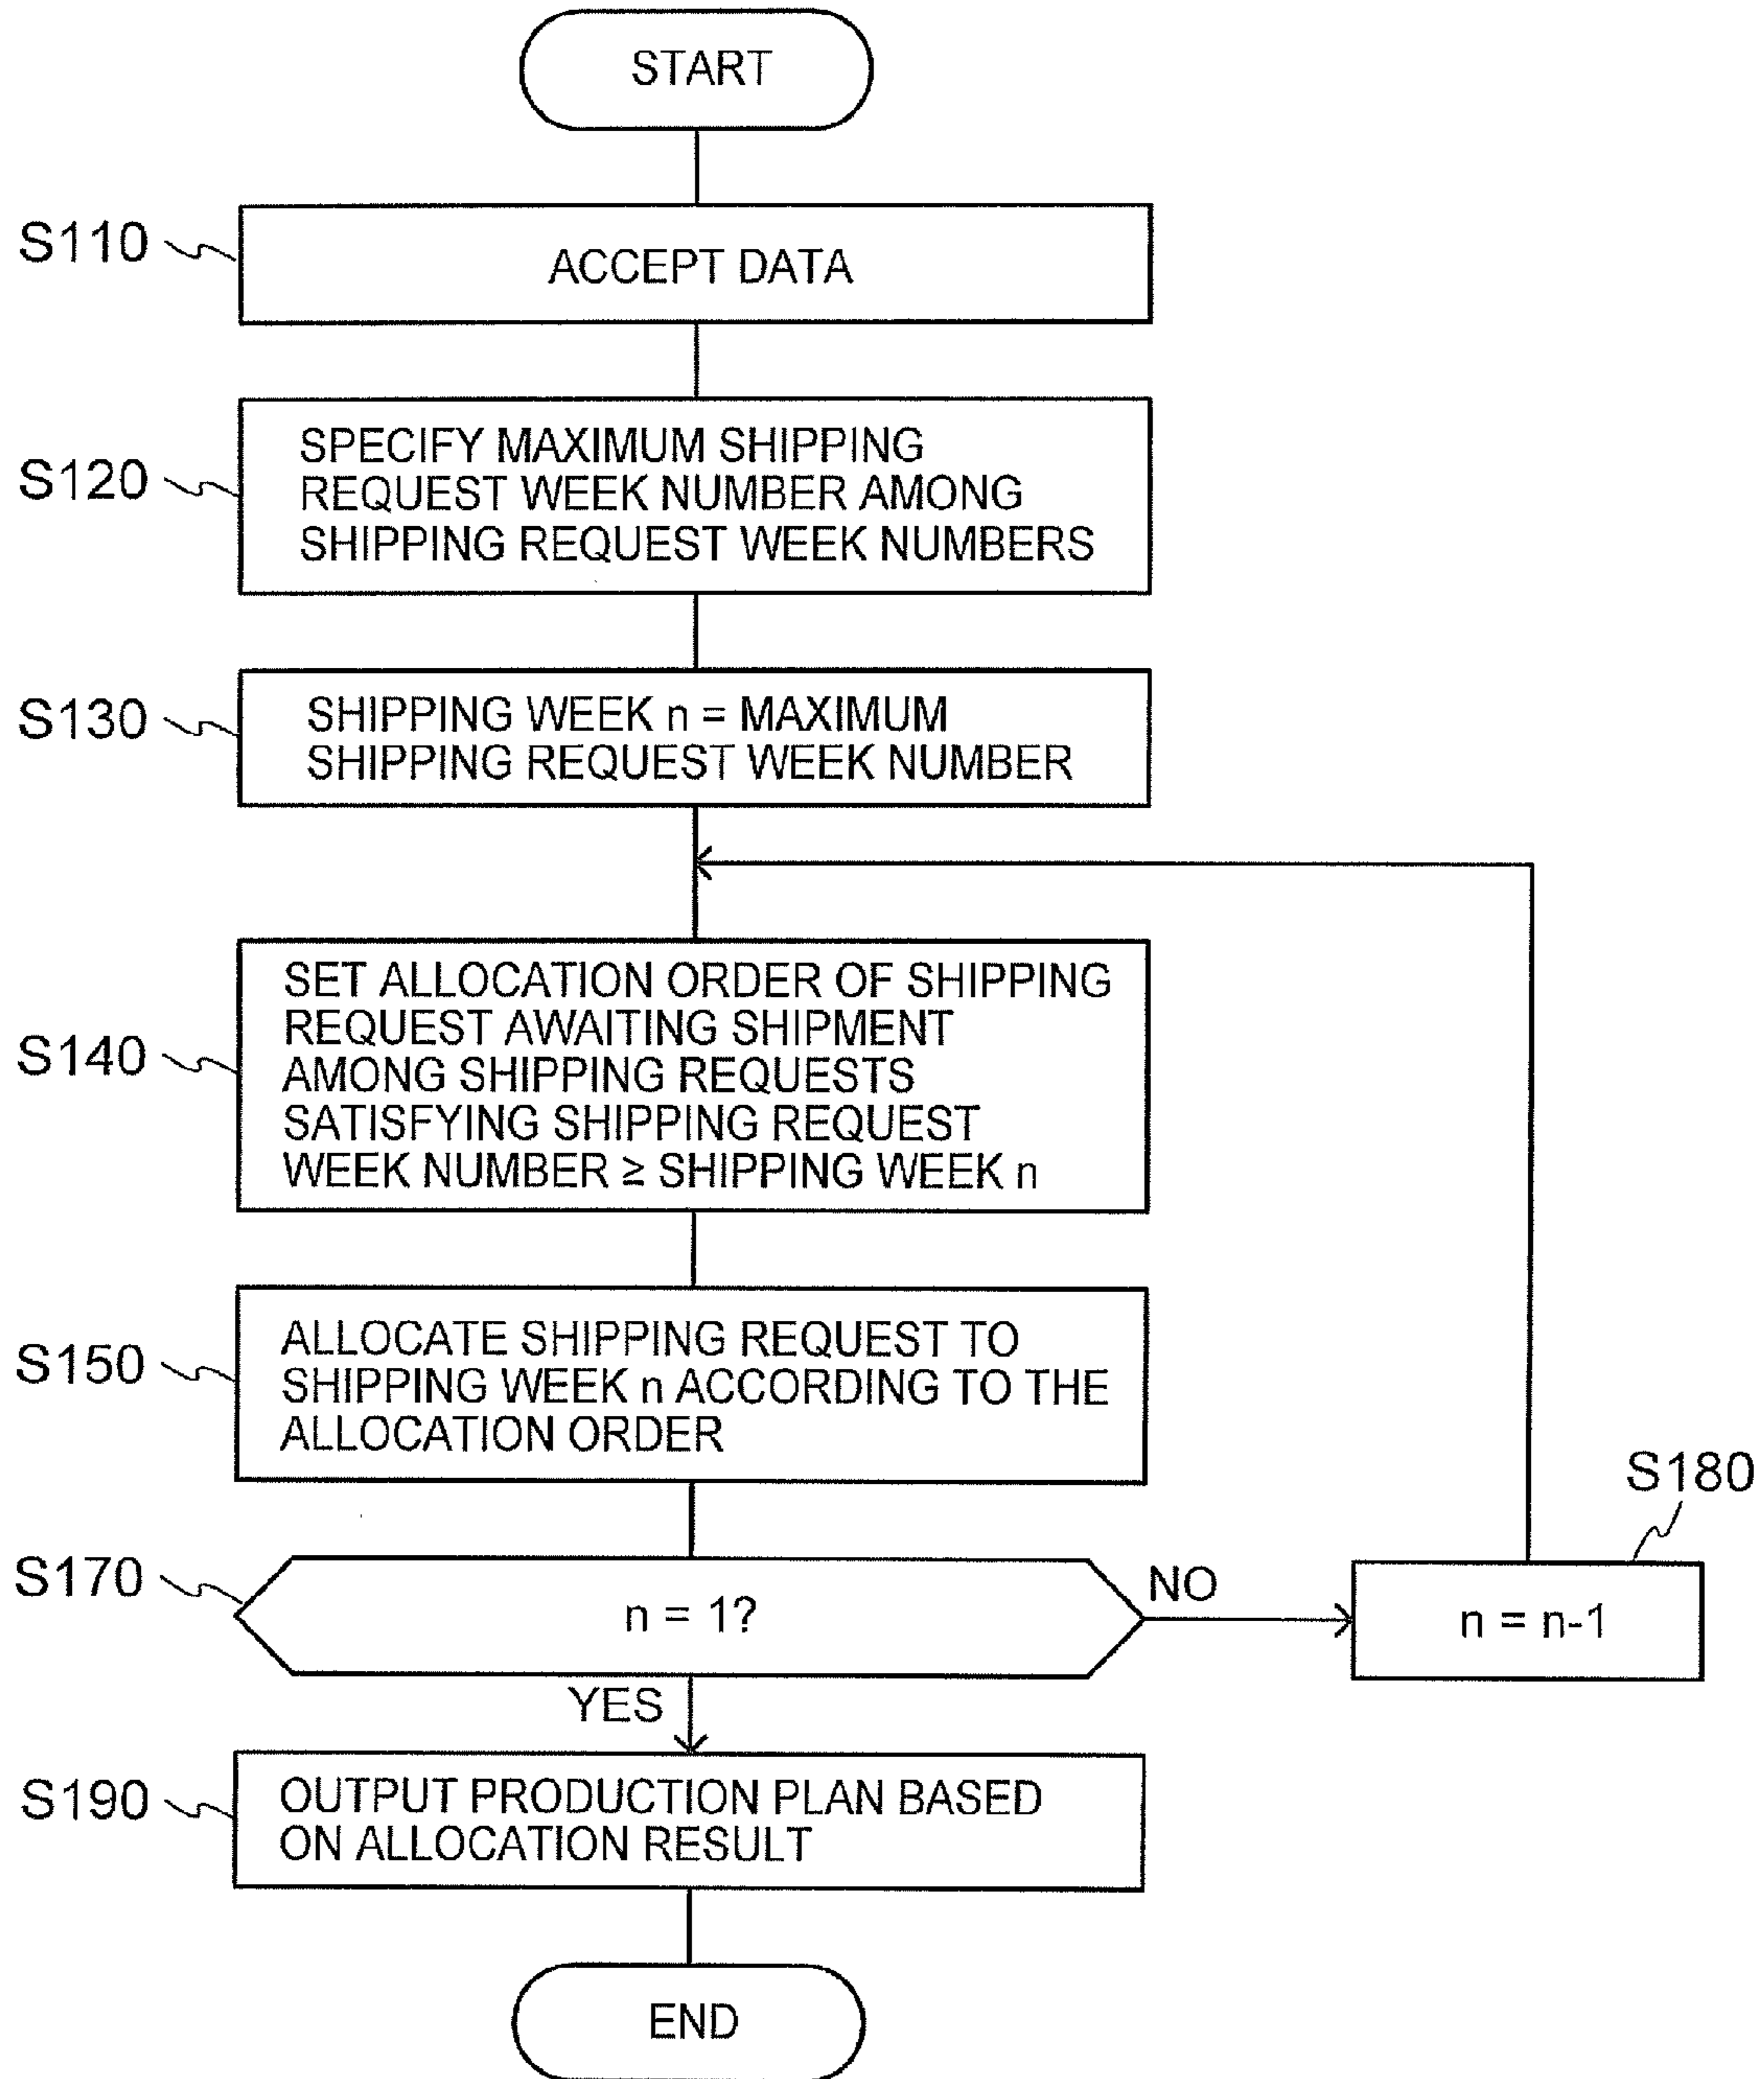 START
S110
ACCEPT DATA
S120
SPECIFY MAXIMUM SHIPPING
REQUEST WEEK NUMBER AMONG
SHIPPING REQUEST WEEK NUMBERS
S130
SHIPPING WEEK n = MAXIMUM
SHIPPING REQUEST WEEK NUMBER
S140
SET ALLOCATION ORDER OF SHIPPING
REQUEST AWAITING SHIPMENT
AMONG SHIPPING REQUESTS
SATISFYING SHIPPING REQUEST
WEEK NUMBER ≥ SHIPPING WEEK n
S150
ALLOCATE SHIPPING REQUEST TO
SHIPPING WEEK n ACCORDING TO THE
ALLOCATION ORDER
S170
n = 1?
NO
S180
n = n-1
YES
S190
OUTPUT PRODUCTION PLAN BASED
ON ALLOCATION RESULT
END